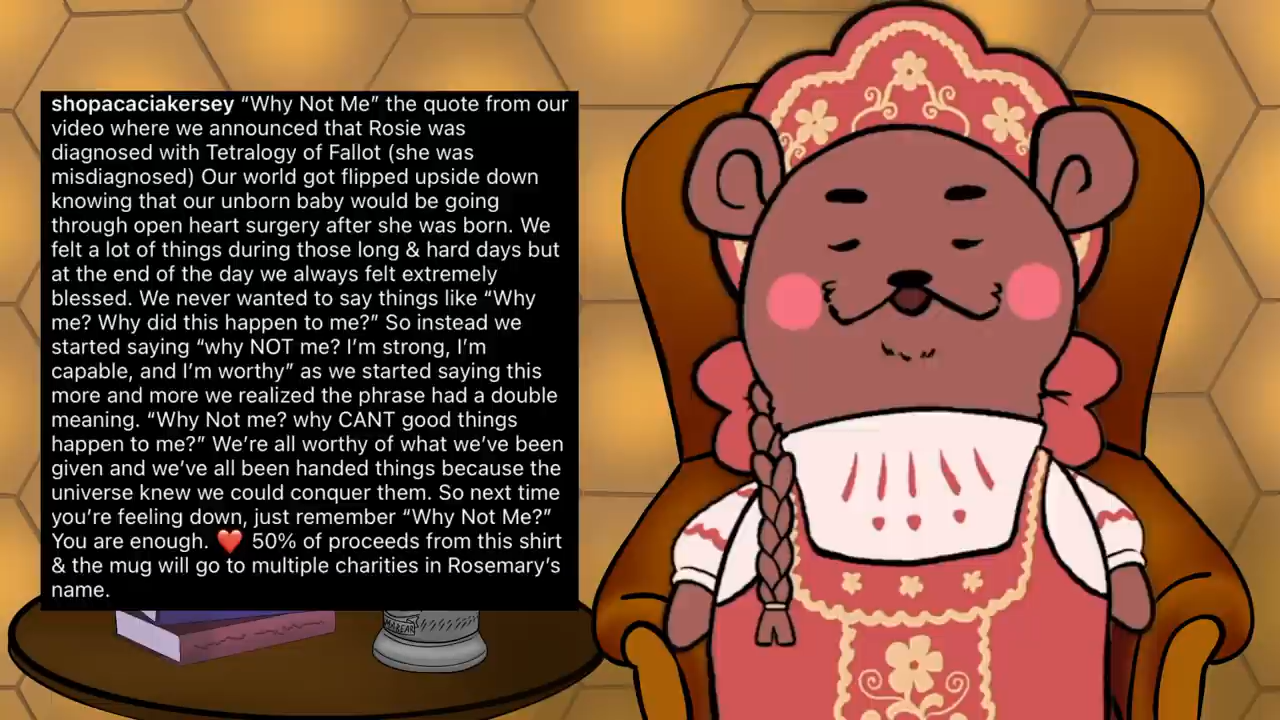 shopacaciakersey “Why Not Me” the quote from our
video where we announced that Rosie was
diagnosed with Tetralogy of Fallot (she was
misdiagnosed) Our world got flipped upside down
knowing that our unborn baby would be going
through open heart surgery after she was born. We
felt a lot of things during those long & hard days but
at the end of the day we always felt extremely
blessed. We never wanted to say things like “Why
me? Why did this happen to me?” So instead we
started saying “why NOT me? I’m strong, I’m
capable, and I’m worthy” as we started saying this
more and more we realized the phrase had a double
meaning. “Why Not me? why CANT good things
happen to me?” We’re all worthy of what we’ve been
given and we’ve all been handed things because the
universe knew we could conquer them. So next time
you’re feeling down, just remember “Why Not Me?”
You are enough. ❤️ 50% of proceeds from this shirt
& the mug will go to multiple charities in Rosemary’s
name.